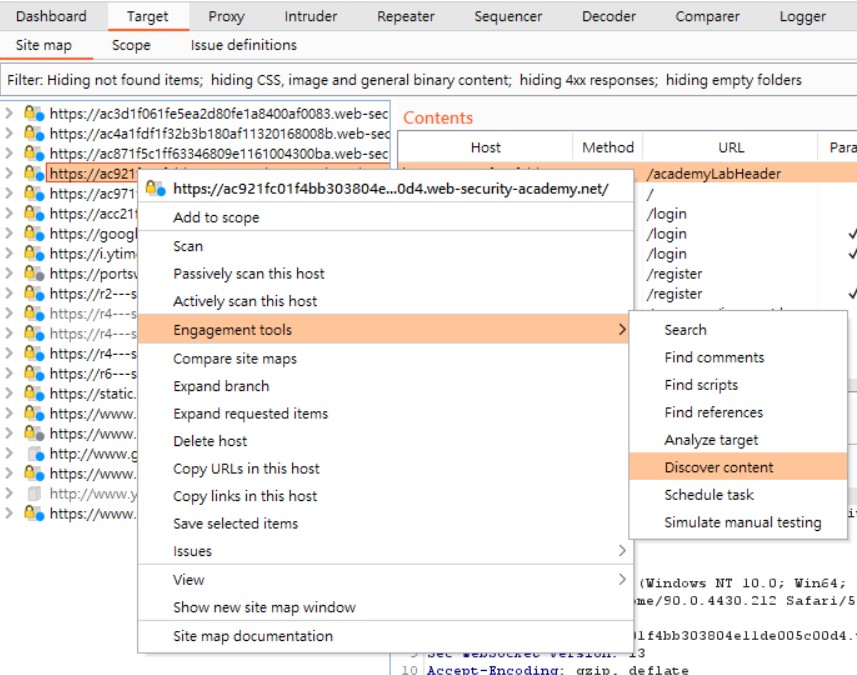 Dashboard Target Proxy Intruder Repeater Sequencer Decoder Comparer Logger
Site map Scope Issue definitions
Filter: Hiding not found items; hiding CSS, image and general binary content; hiding 4xx responses; hiding empty folders
https://ac3d1f061fe5ea2d80fe1a8400af0083.web-sec
https://ac4a1fdf1f32b3b180af11320168008b.web-sec
https://ac871f5c1ff63346809e1161004300ba.web-sec
https://ac921
https://ac971
https://acc21f
https://googl
https://i.ytim
https://portsw
https://r2---s
https://r4---s
https://r4---s
https://r4---s
https://r6---s
https://static.
https://www.
https://www.
http://www.g
https://www.
http://www.y
https://www.
Contents
Host Method URL Para
/academyLabHeader
/
/login
/login
/login
/register
/register
https://ac921fc01f4bb303804e...0d4.web-security-academy.net/
Add to scope
Scan
Passively scan this host
Actively scan this host
Engagement tools
Compare site maps
Expand branch
Expand requested items
Delete host
Copy URLs in this host
Copy links in this host
Save selected items
Issues
View
Show new site map window
Site map documentation
Search
Find comments
Find scripts
Find references
Analyze target
Discover content
Schedule task
Simulate manual testing
(Windows NT 10.0; Win64;
ome/90.0.4430.212 Safari/5
01f4bb303804e11de005c00d4.
9 Sec-WebSocket-Version: 13
10 Accept-Encoding: gzip, deflate